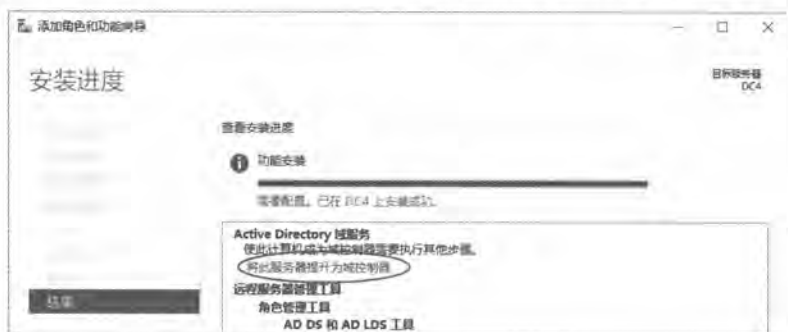 添加角色和功能向导
安装进度
目标服务器
DC4
查看安装进度
功能安装
需要配置。已在 DC4 上安装成功。
Active Directory 域服务
使此计算机成为域控制器需要执行其他步骤。
将此服务器提升为域控制器
远程服务器管理工具
角色管理工具
AD DS 和 AD LDS 工具
结果